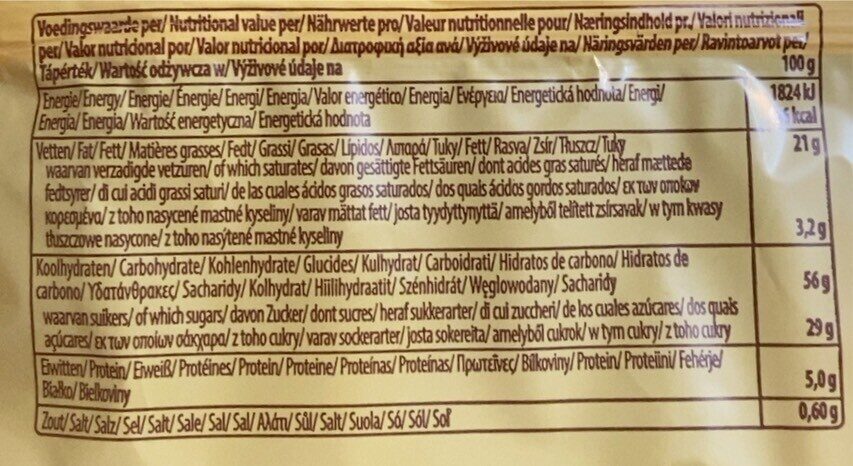 Voedingswaarde per/ Nutritional value per/ Nährwerte pro/ Valeur nutritionnelle pour/ Næringsindhold pr./ Valori nutrizionali
per/ Valor nutricional por/ Valor nutricional por/ Διατροφική αξία ανά/ Výživové údaje na/ Näringsvärden per/ Ravintoarvot per/
Tápérték/ Wartość odżywcza w/ Výživové údaje na 100 g
Energie/ Energy/ Energie/ Énergie/ Energi/ Energia/ Valor energético/ Energia/ Ενέργεια/ Energetická hodnota/ Energi/ 1824 kJ
Energia/ Energia/ Wartość energetyczna/ Energetická hodnota kcal
Vetten/ Fat/ Fett/ Matières grasses/ Fedt/ Grassi/ Grasas/ Lípidos/ Λιπαρά/ Tuky/ Fett/ Rasva/ Zsír/ Tłuszcz/ Tuky 21 g
waarvan verzadigde vetzuren/ of which saturates/ davon gesättigte Fettsäuren/ dont acides gras saturés/ heraf mættede
fedtsyrer/ di cui acidi grassi saturi/ de las cuales ácidos grasos saturados/ dos quais ácidos gordos saturados/ εκ των οποίων
κορεσμένα/ z toho nasycené mastné kyseliny/ varav mättat fett/ josta tyydyttynyttä/ amelyből telített zsírsavak/ w tym kwasy
tłuszczowe nasycone/ z toho nasýtené mastné kyseliny 3,2 g
Koolhydraten/ Carbohydrate/ Kohlenhydrate/ Glucides/ Kulhydrat/ Carboidrati/ Hidratos de carbono/ Hidratos de
carbono/ Υδατάνθρακες/ Sacharidy/ Kolhydrat/ Hiilihydraatit/ Szénhidrát/ Węglowodany/ Sacharidy 56 g
waarvan suikers/ of which sugars/ davon Zucker/ dont sucres/ heraf sukkerarter/ di cui zuccheri/ de los cuales azúcares/ dos quais
açúcares/ εκ των οποίων σάκχαρα/ z toho cukry/ varav sockerarter/ josta sokereita/ amelyből cukrok/ w tym cukry/ z toho cukry 29 g
Eiwitten/ Protein/ Eiweiß/ Protéines/ Protein/ Proteine/ Proteínas/ Proteínas/ Πρωτεΐνες/ Bílkoviny/ Protein/ Proteiini/ Fehérje/
Białko/ Bielkoviny 5,0 g
Zout/ Salt/ Salz/ Sel/ Salt/ Sale/ Sal/ Sal/ Αλάτι/ Sůl/ Salt/ Suola/ Só/ Sól/ Soľ 0,60 g